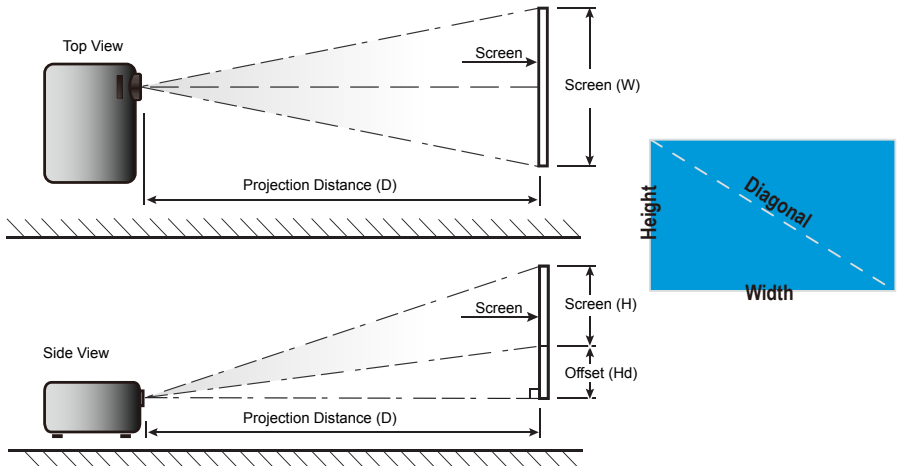 Top View
Screen
Screen (W)
Projection Distance (D)
Height
Diagonal
Width
Screen
Screen (H)
Side View
Offset (Hd)
Projection Distance (D)